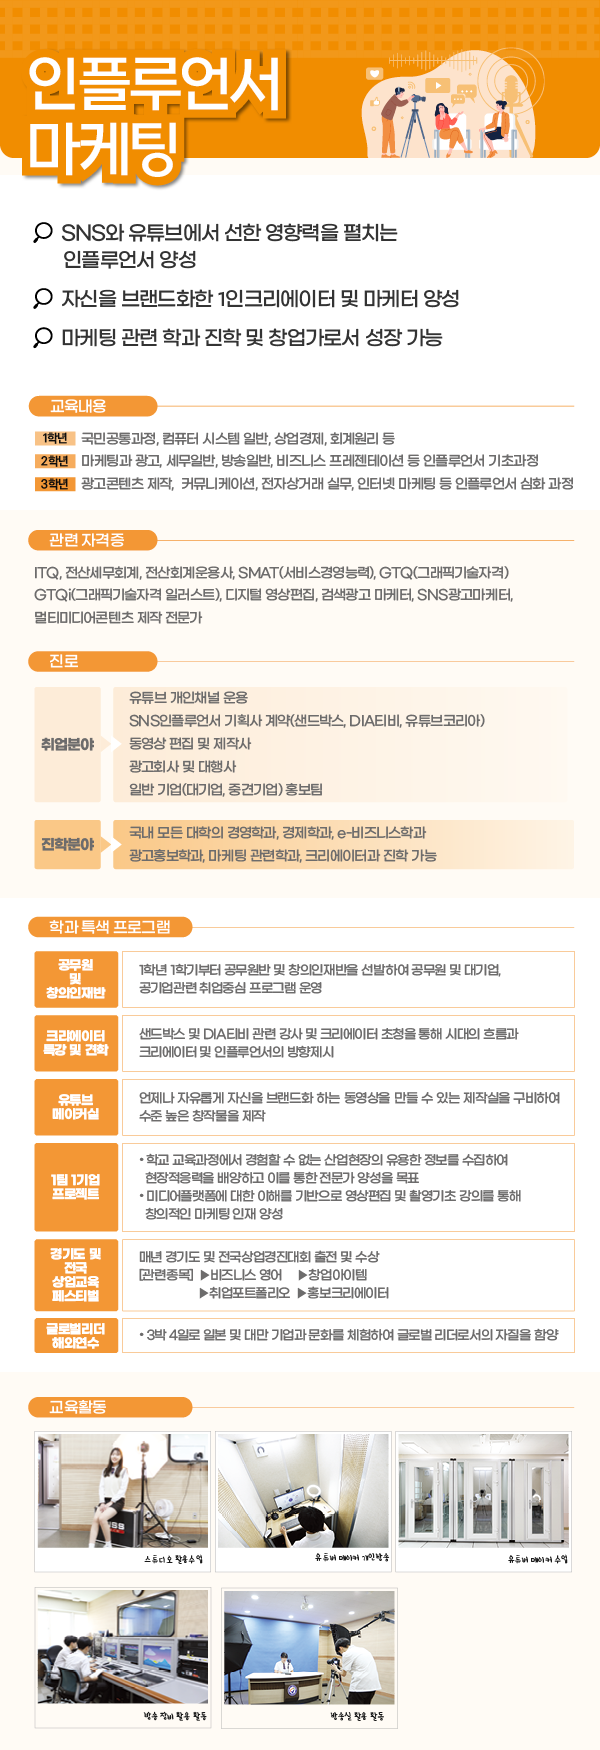 인플루언서
마케팅
SNS와 유튜브에서 선한 영향력을 펼치는
인플루언서 양성
자신을 브랜드화한 1인크리에이터 및 마케터 양성
마케팅 관련 학과 진학 및 창업가로서 성장 가능
교육내용
1학년 국민공통과정, 컴퓨터 시스템 일반, 상업경제, 회계원리 등
2학년 마케팅과 광고, 세무일반, 방송일반, 비즈니스 프레젠테이션 등 인플루언서 기초과정
3학년 광고콘텐츠 제작, 커뮤니케이션, 전자상거래 실무, 인터넷 마케팅 등 인플루언서 심화 과정
관련 자격증
ITQ, 전산세무회계, 전산회계운용사, SMAT(서비스경영능력), GTQ(그래픽기술자격)
GTQi(그래픽기술자격 일러스트), 디지털 영상편집, 검색광고 마케터, SNS광고마케터,
멀티미디어콘텐츠 제작 전문가
진로
취업분야
유튜브 개인채널 운용
SNS인플루언서 기획사 계약(샌드박스, DIA티비, 유튜브코리아)
동영상 편집 및 제작사
광고회사 및 대행사
일반 기업(대기업, 중견기업) 홍보팀
진학분야
국내 모든 대학의 경영학과, 경제학과, e-비즈니스학과
광고홍보학과, 마케팅 관련학과, 크리에이터과 진학 가능
학과 특색 프로그램
공무원
및
창의인재반
1학년 1학기부터 공무원반 및 창의인재반을 선발하여 공무원 및 대기업,
공기업관련 취업중심 프로그램 운영
크리에이터
특강 및 견학
샌드박스 및 DIA티비 관련 강사 및 크리에이터 초청을 통해 시대의 흐름과
크리에이터 및 인플루언서의 방향제시
유튜브
메이커실
언제나 자유롭게 자신을 브랜드화 하는 동영상을 만들 수 있는 제작실을 구비하여
수준 높은 창작물을 제작
1팀 1기업
프로젝트
• 학교 교육과정에서 경험할 수 없는 산업현장의 유용한 정보를 수집하여
현장적응력을 배양하고 이를 통한 전문가 양성을 목표
• 미디어플랫폼에 대한 이해를 기반으로 영상편집 및 촬영기초 강의를 통해
창의적인 마케팅 인재 양성
경기도 및
전국
상업교육
페스티벌
매년 경기도 및 전국상업경진대회 출전 및 수상
[관련종목] ▶비즈니스 영어 ▶창업아이템
▶취업포트폴리오 ▶홍보크리에이터
글로벌리더
해외연수
• 3박 4일로 일본 및 대만 기업과 문화를 체험하여 글로벌 리더로서의 자질을 함양
교육활동
스튜디오 활용수업
유튜버 메이커 개인방송
유튜버 메이커 수업
방송 장비 활용 활동
방송실 활용 활동